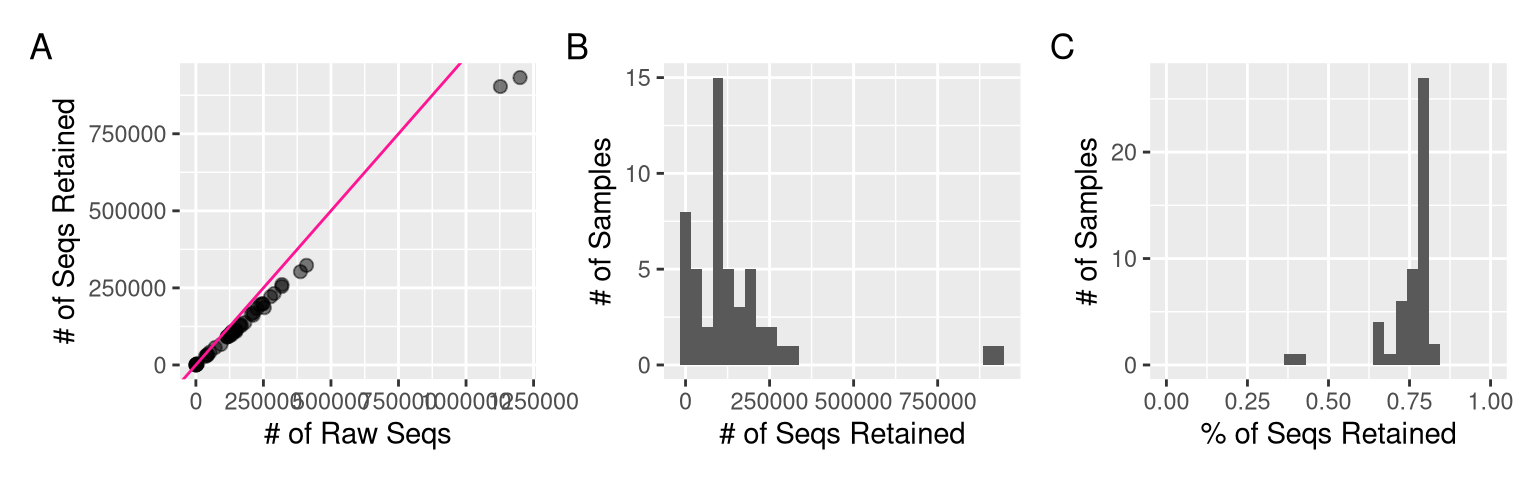 A
# of Seqs Retained
750000
500000
250000
0
0 250000 500000 750000 1000000 1250000
# of Raw Seqs
B
# of Samples
15
10
5
0
0 250000 500000 750000
# of Seqs Retained
C
# of Samples
20
10
0
0.00 0.25 0.50 0.75 1.00
% of Seqs Retained